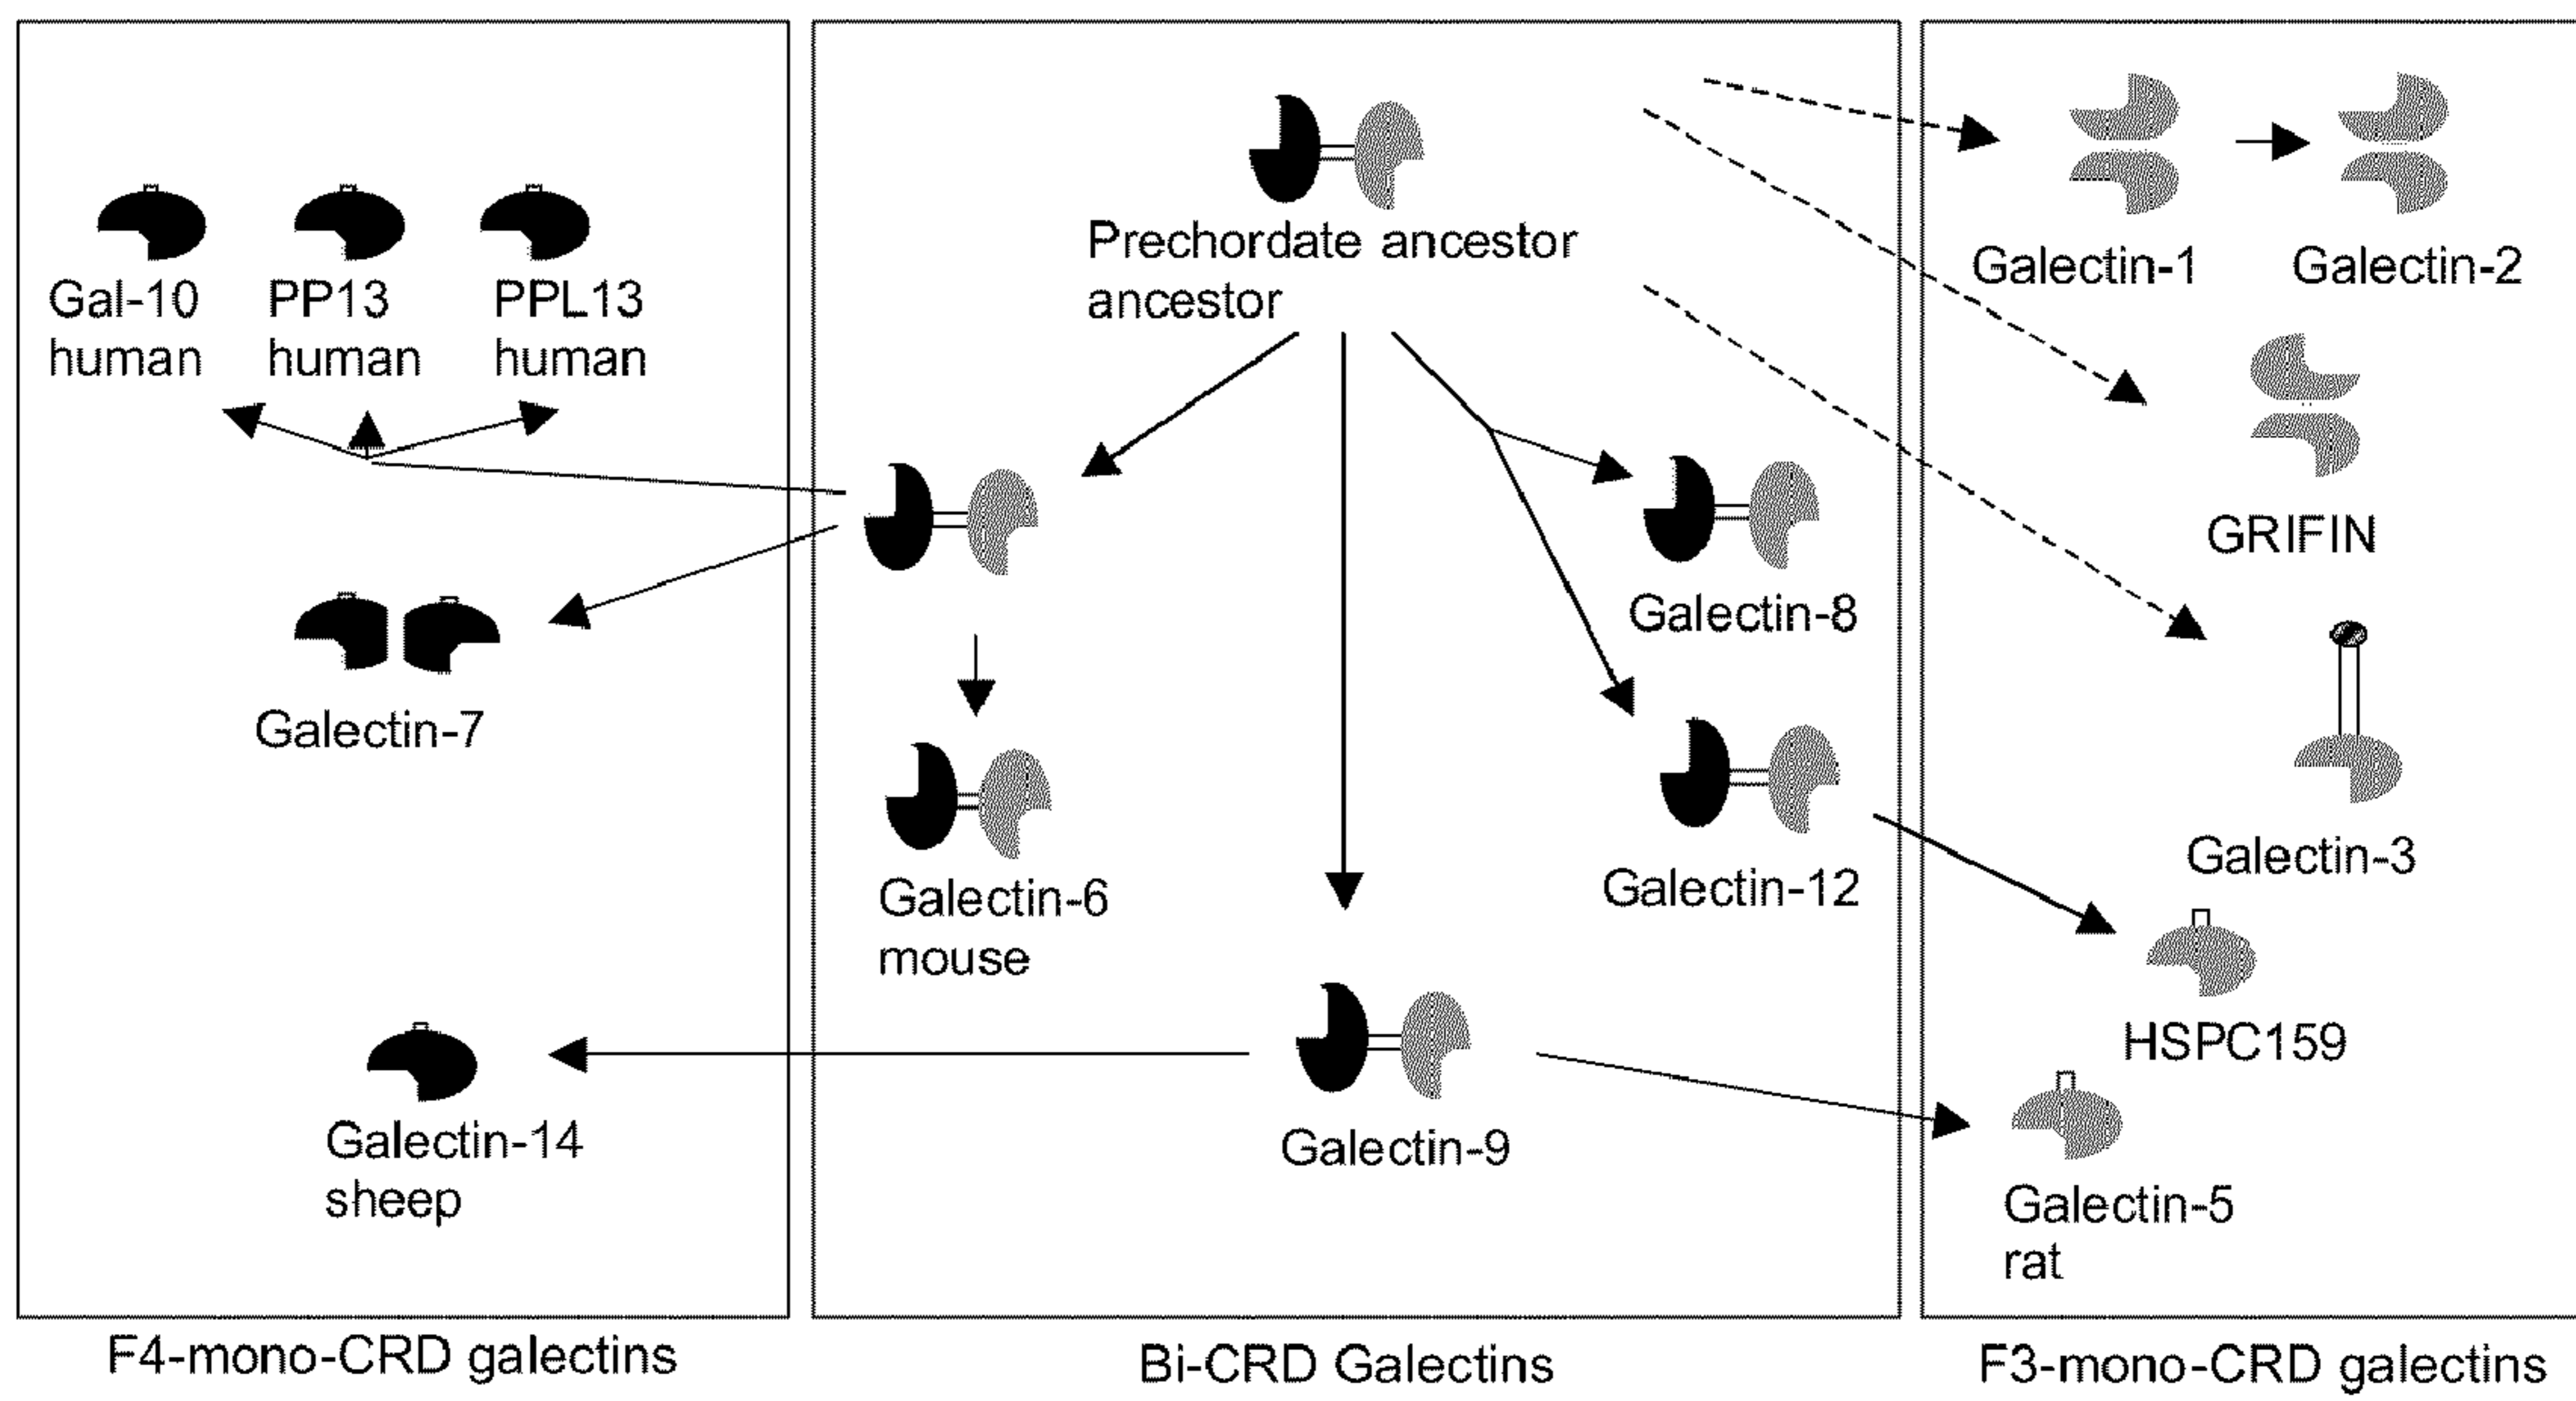 Gal-10
human
PP13
human
PPL13
human
Galectin-7
Galectin-14
sheep
F4-mono-CRD galectins
Prechordate ancestor
ancestor
Galectin-8
Galectin-6
mouse
Galectin-12
Galectin-9
Bi-CRD Galectins
Galectin-1
Galectin-2
GRIFIN
Galectin-3
HSPC159
Galectin-5
rat
F3-mono-CRD galectins